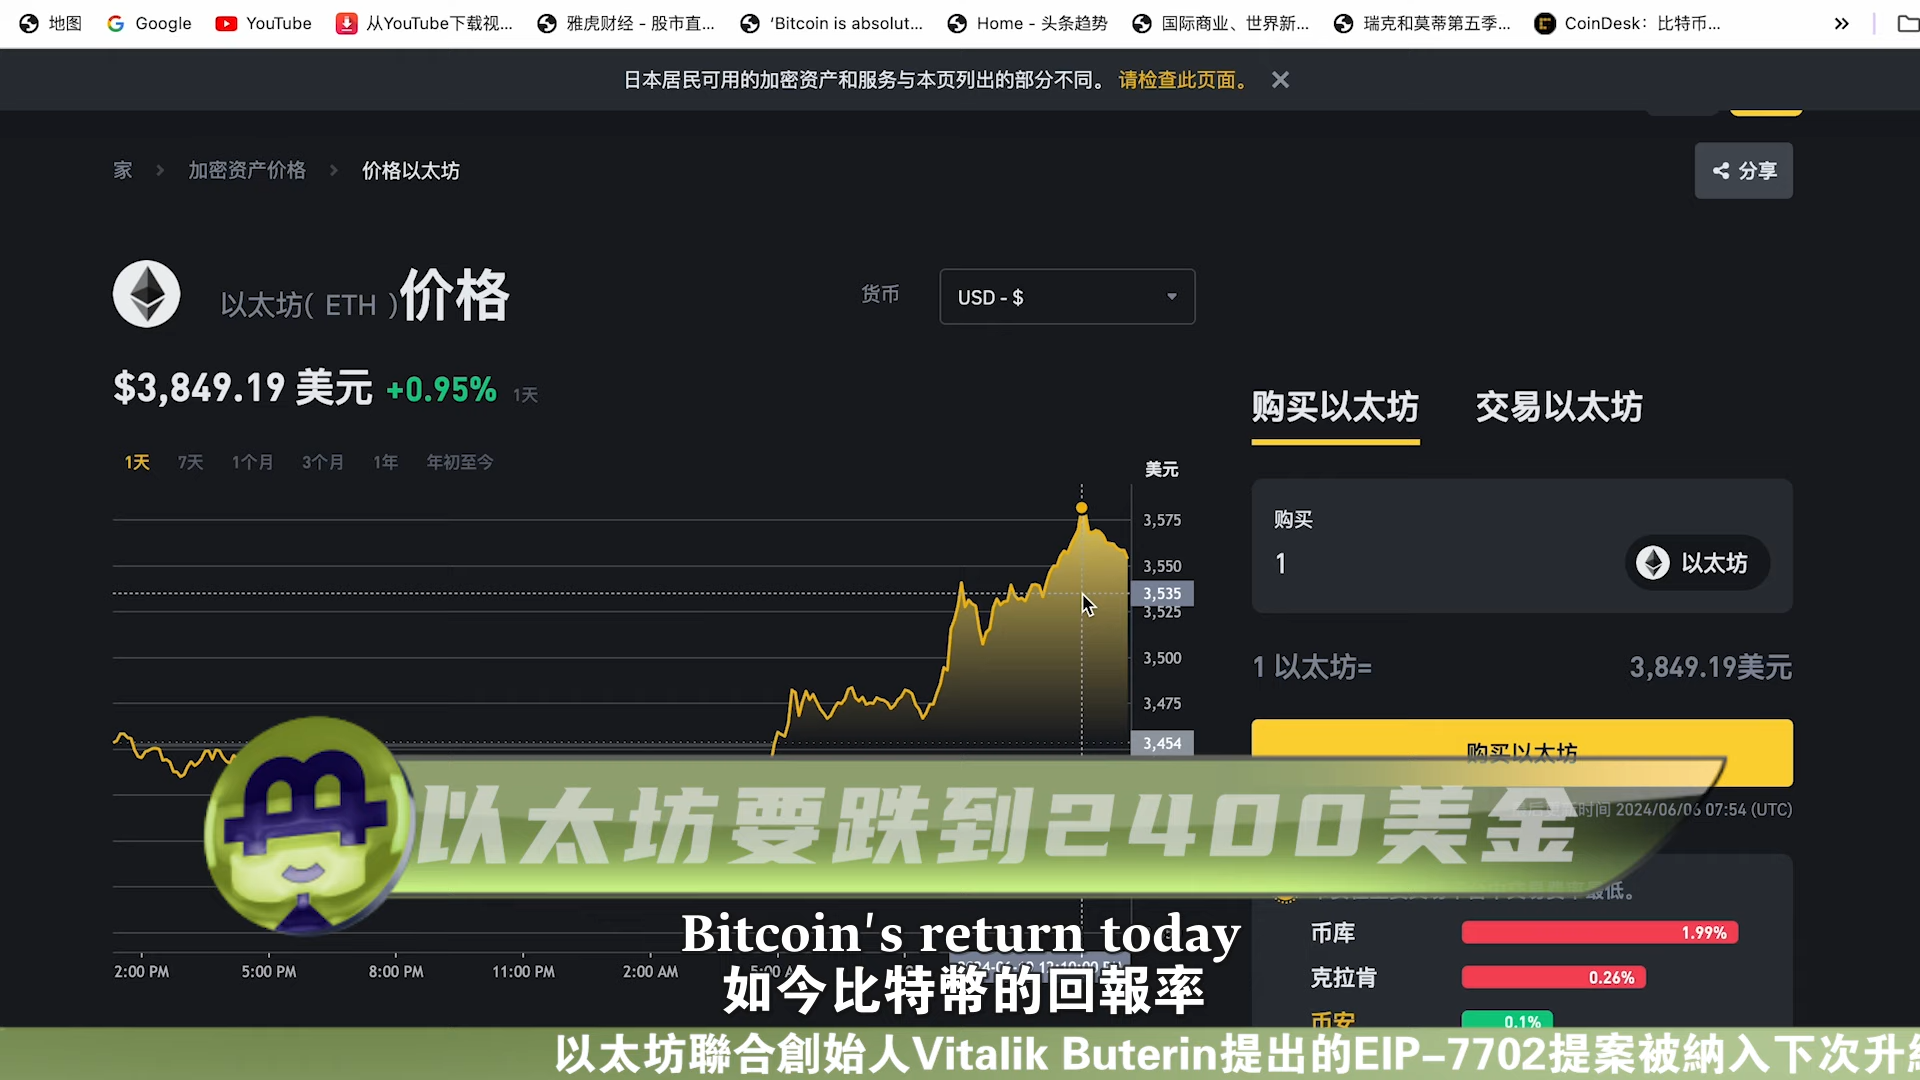 地图
Google
YouTube
从YouTube下载视...
雅虎财经 - 股市直...
‘Bitcoin is absolut...
Home - 头条趋势
国际商业、世界新...
瑞克和莫蒂第五季...
CoinDesk：比特币...
日本居民可用的加密资产和服务与本页列出的部分不同。 请检查此页面。
家 > 加密资产价格 > 价格以太坊
分享
以太坊( ETH )价格
货币
USD - $
$3,849.19 美元 +0.95% 1天
购买以太坊 交易以太坊
1天 7天 1个月 3个月 1年 年初至今
美元
3,575
3,550
3,535
3,525
3,500
3,475
3,454
购买
1
以太坊
1 以太坊=
3,849.19美元
购买以太坊
时间 2024/06/06 07:54 (UTC)
以太坊要跌到2400美金
最低。
币库 1.99%
克拉肯 0.26%
币安 0.1%
2:00 PM 5:00 PM 8:00 PM 11:00 PM 2:00 AM
Bitcoin's return today
如今比特幣的回報率
以太坊聯合創始人Vitalik Buterin提出的EIP-7702提案被納入下次升